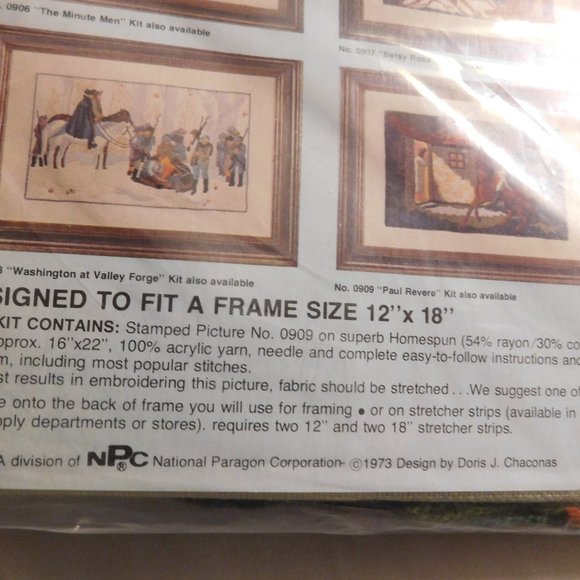 . 0906 "The Minute Men" Kit also available
No. 0907 "Betsy Ross
8 "Washington at Valley Forge" Kit also available
No. 0909 "Paul Revere" Kit also available
SIGNED TO FIT A FRAME SIZE 12"x 18"
KIT CONTAINS: Stamped Picture No. 0909 on superb Homespun (54% rayon/30% co
pprox. 16"x22", 100% acrylic yarn, needle and complete easy-to-follow instructions and
m, including most popular stitches.
st results in embroidering this picture, fabric should be stretched...We suggest one of
e onto the back of frame you will use for framing • or on stretcher strips (available in
pply departments or stores). requires two 12" and two 18" stretcher strips.
A division of NPC® National Paragon Corporation- ©1973 Design by Doris J. Chaconas